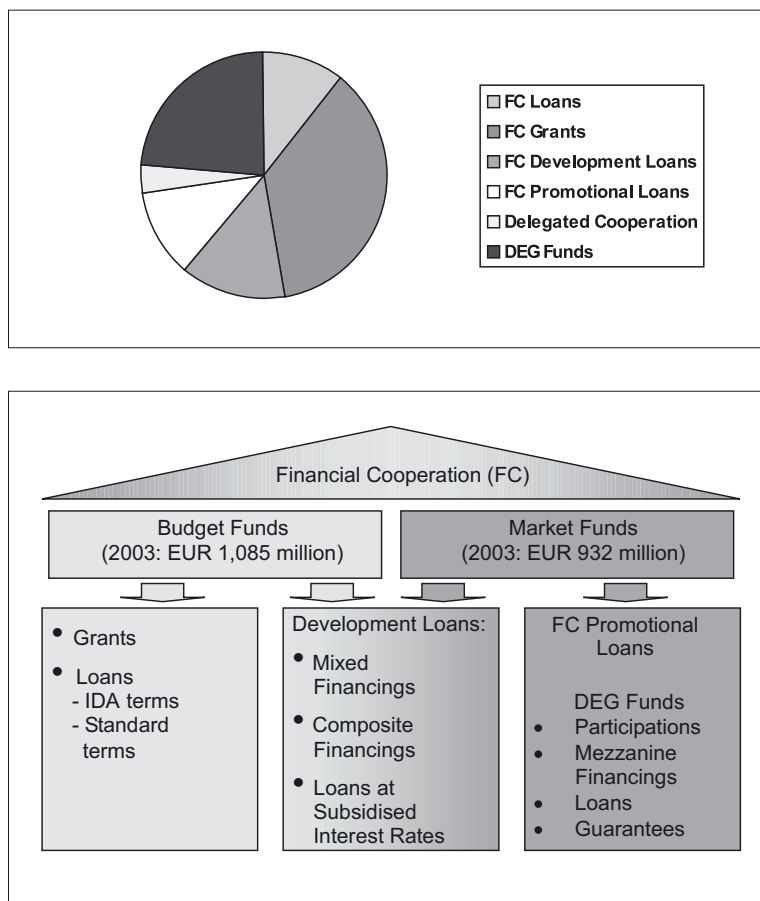 FC Loans
FC Grants
FC Development Loans
FC Promotional Loans
Delegated Cooperation
DEG Funds
Financial Cooperation (FC)
Budget Funds
(2003: EUR 1,085 million)
Market Funds
(2003: EUR 932 million)
• Grants
• Loans
- IDA terms
- Standard
terms
Development Loans:
• Mixed
Financings
• Composite
Financings
• Loans at
Subsidised
Interest Rates
FC Promotional
Loans
DEG Funds
• Participations
• Mezzanine
Financings
• Loans
• Guarantees